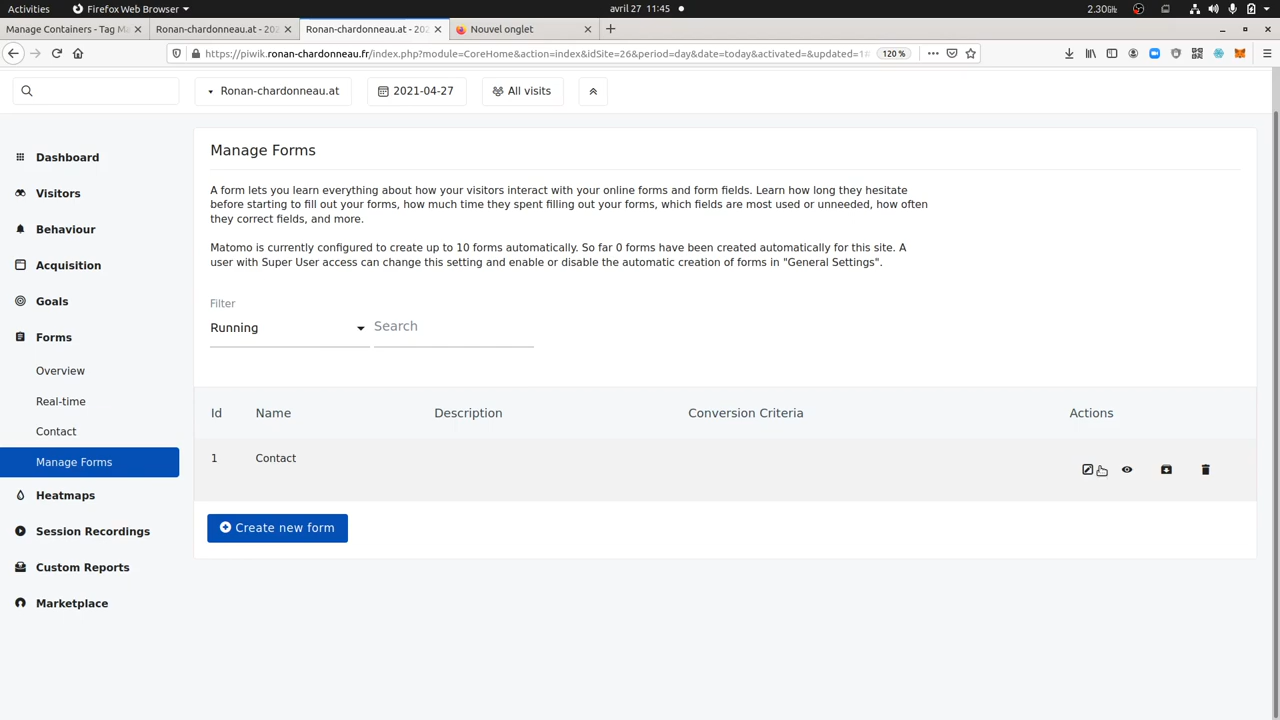 Activities
Firefox Web Browser
avril 27 11:45
2.30
Manage Containers - Tag Ma
Ronan-chardonneau.at - 202
Ronan-chardonneau.at - 202
Nouvel onglet
https://piwik.ronan-chardonneau.fr/index.php?module=CoreHome&action=index&idSite=26&period=day&date=today&activated=&updated=1
120 %
Ronan-chardonneau.at
2021-04-27
All visits
Dashboard
Visitors
Behaviour
Acquisition
Goals
Forms
Overview
Real-time
Contact
Manage Forms
Heatmaps
Session Recordings
Custom Reports
Marketplace
Manage Forms
A form lets you learn everything about how your visitors interact with your online forms and form fields. Learn how long they hesitate
before starting to fill out your forms, how much time they spent filling out your forms, which fields are most used or unneeded, how often
they correct fields, and more.
Matomo is currently configured to create up to 10 forms automatically. So far 0 forms have been created automatically for this site. A
user with Super User access can change this setting and enable or disable the automatic creation of forms in "General Settings".
Filter
Running
Search
Id Name Description Conversion Criteria Actions
1 Contact
Create new form